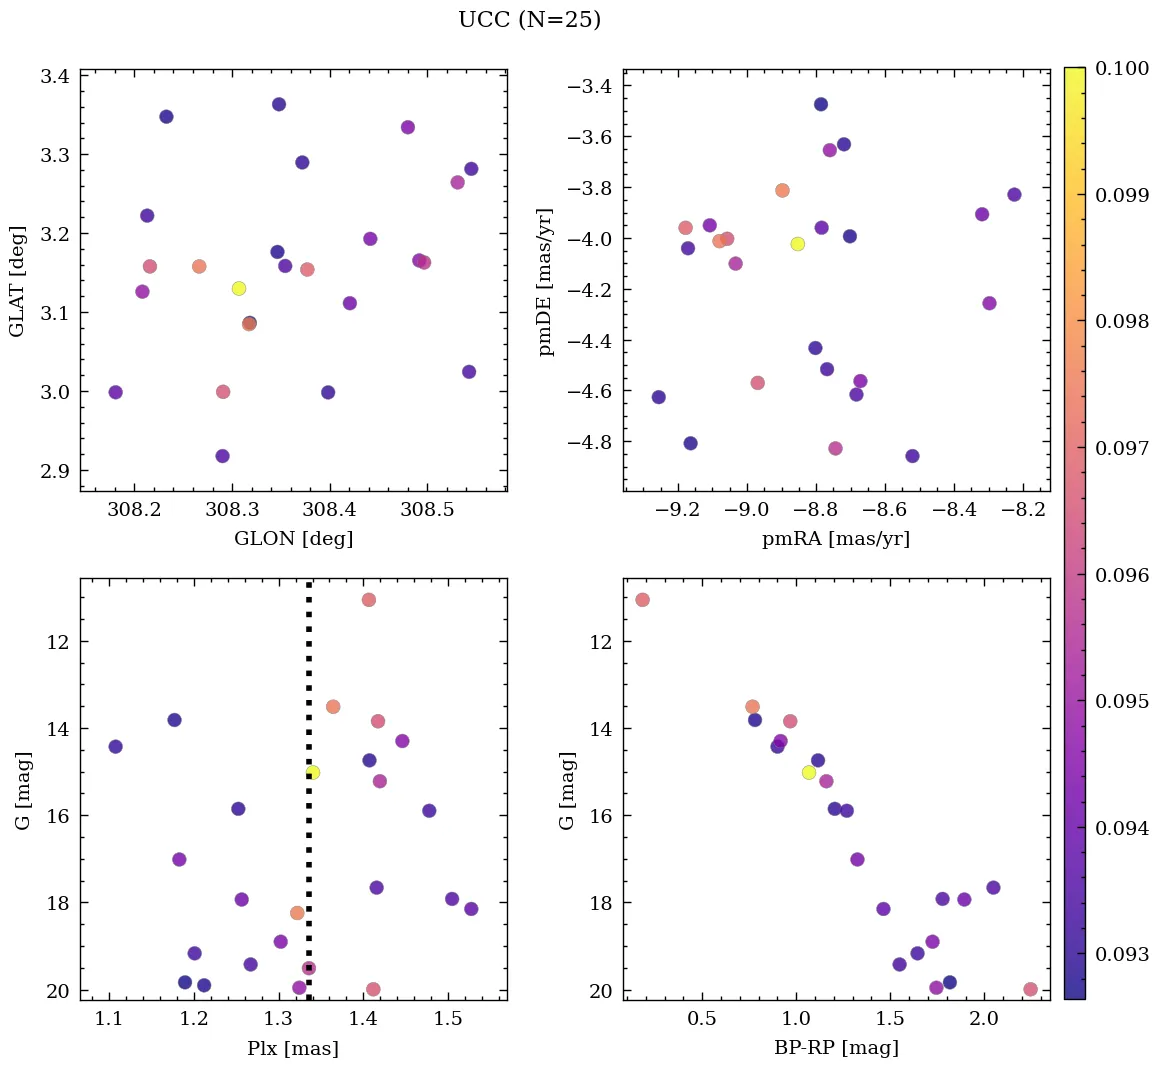 UCC (N=25)
3.4
3.3
3.2
3.1
3.0
2.9
GLAT [deg]
308.2 308.3 308.4 308.5
GLON [deg]
−3.4
−3.6
−3.8
−4.0
−4.2
−4.4
−4.6
−4.8
pmDE [mas/yr]
−9.2 −9.0 −8.8 −8.6 −8.4 −8.2
pmRA [mas/yr]
12
14
16
18
20
G [mag]
1.1 1.2 1.3 1.4 1.5
Plx [mas]
12
14
16
18
20
G [mag]
0.5 1.0 1.5 2.0
BP-RP [mag]
0.100
0.099
0.098
0.097
0.096
0.095
0.094
0.093